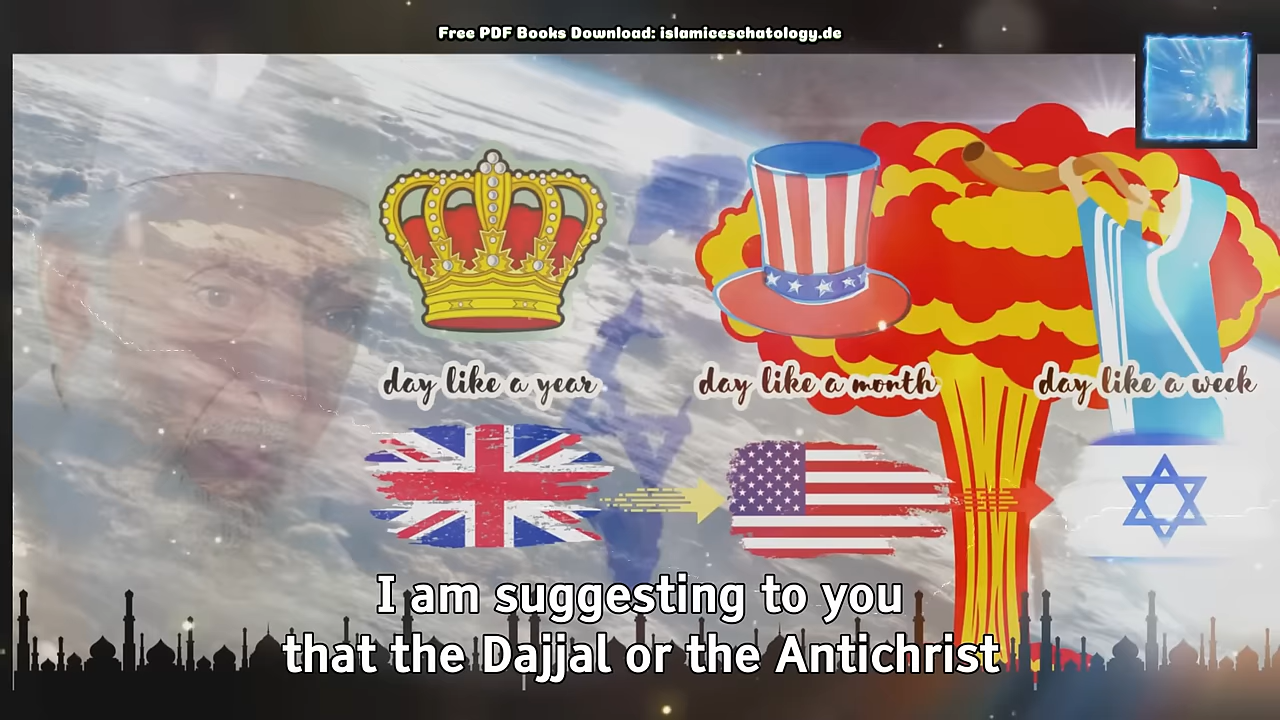 Free PDF Books Download: islamiceschatology.de
day like a year
day like a month
day like a week
I am suggesting to you
that the Dajjal or the Antichrist